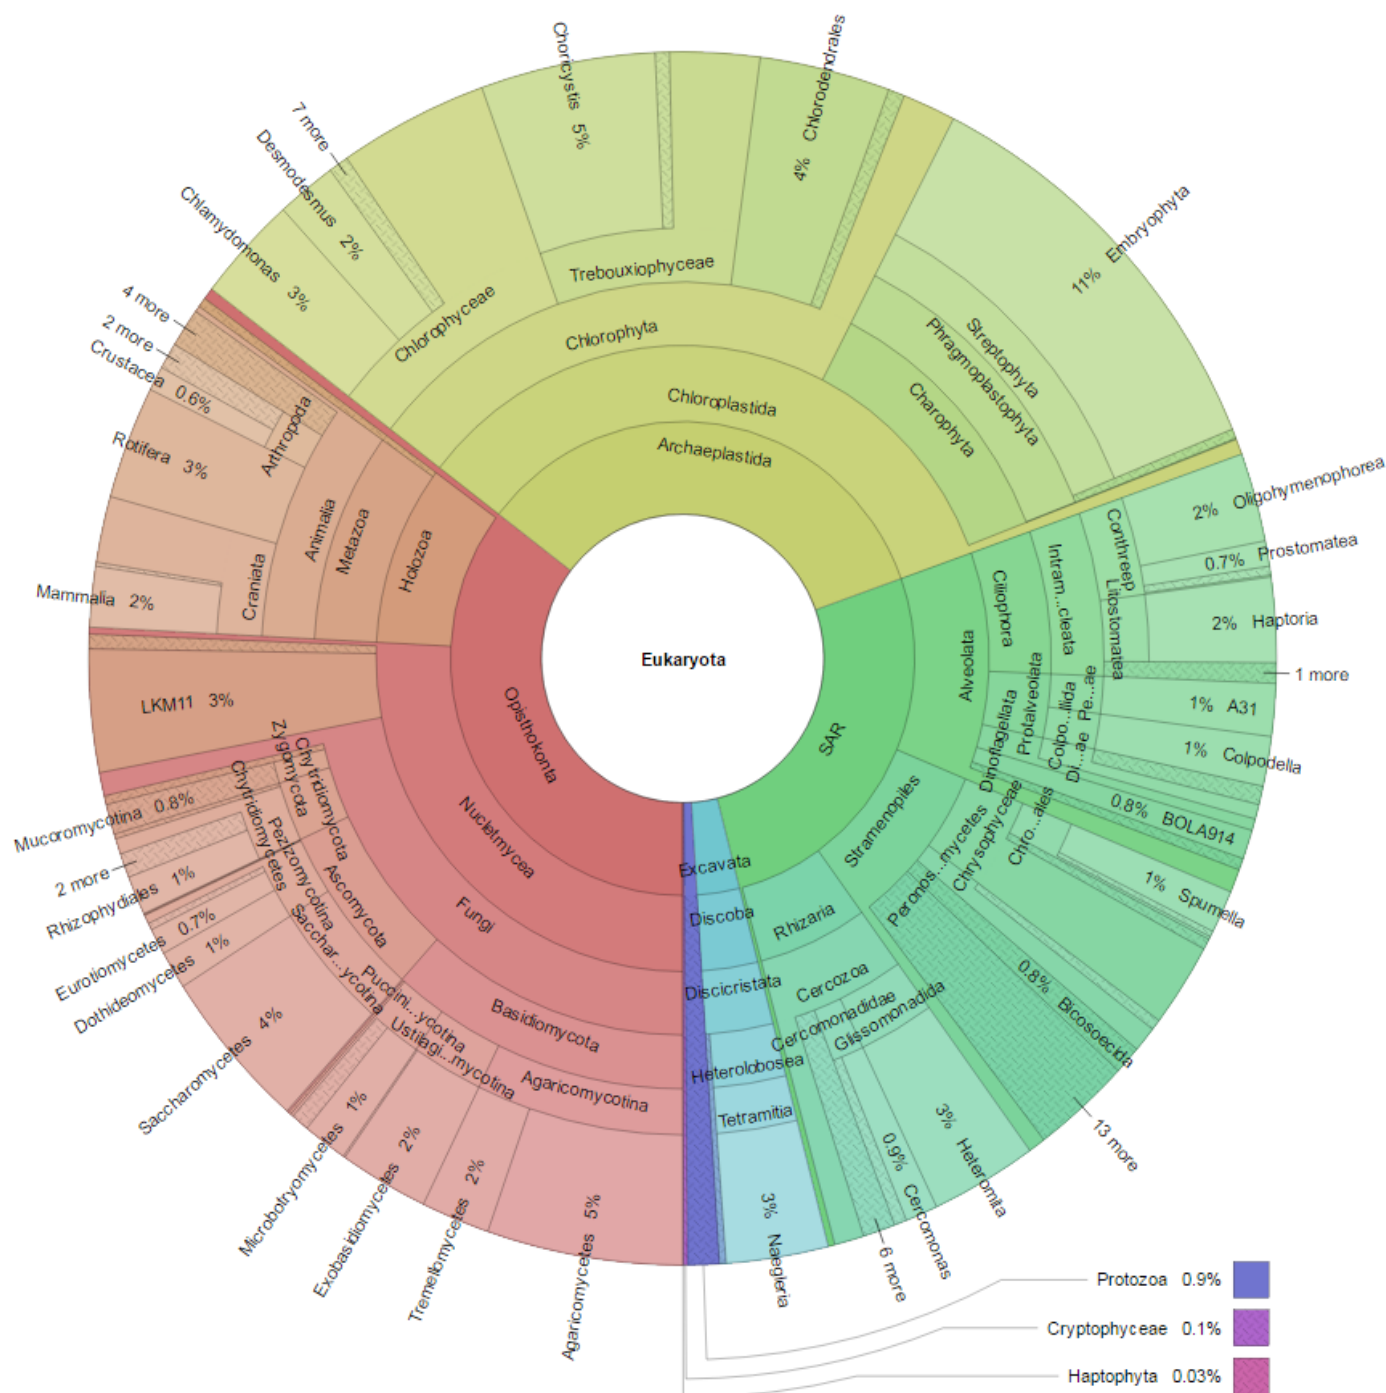 Eukaryota
Archaeplastida
Chloroplastida
Chlorophyta
Chlorophyceae
Chlamydomonas 3%
Desmodesmus 2%
7 more
Trebouxiophyceae
Choricystis 5%
4% Chlorodendrales
Charophyta
Phragmoplastophyta
Streptophyta
11% Embryophyta
SAR
Alveolata
Ciliophora
Intram...cleata
Conthreep
2% Oligohymenophorea
0.7% Prostomatea
Litostomatea
2% Haptoria
1 more
Protalveolata
Dinoflagellata
Colpo...llida
Pe...ae
Di...ae
1% A31
1% Colpodella
0.8% BOLA914
Stramenopiles
Peronos...mycetes
Chrysophyceae
Chro...ales
1% Spumella
0.8% Bicosoecida
13 more
Rhizaria
Cercozoa
Cercomonadidae
Glissomonadida
3% Heteromita
0.9% Cercomonas
6 more
Excavata
Discoba
Discicristata
Heterolobosea
Tetramitia
3% Naegleria
Protozoa 0.9%
Cryptophyceae 0.1%
Haptophyta 0.03%
Opisthokonta
Nucletmycea
Fungi
Basidiomycota
Agaricomycotina
Agaricomycetes 5%
Tremellomycetes 2%
Ustilagi...mycotina
Exobasidiomycetes 2%
Puccini...ycotina
Microbotryomycetes 1%
Ascomycota
Sacchar...ycotina
Saccharomycetes 4%
Pezizomycotina
Dothideomycetes 1%
Eurotiomycetes 0.7%
Chytridiomycota
Chytridiomycetes
Rhizophydiales 1%
2 more
Zygomycota
Mucoromycotina 0.8%
LKM11 3%
Holozoa
Metazoa
Animalia
Craniata
Mammalia 2%
Rotifera 3%
Arthropoda
Crustacea 0.6%
2 more
4 more